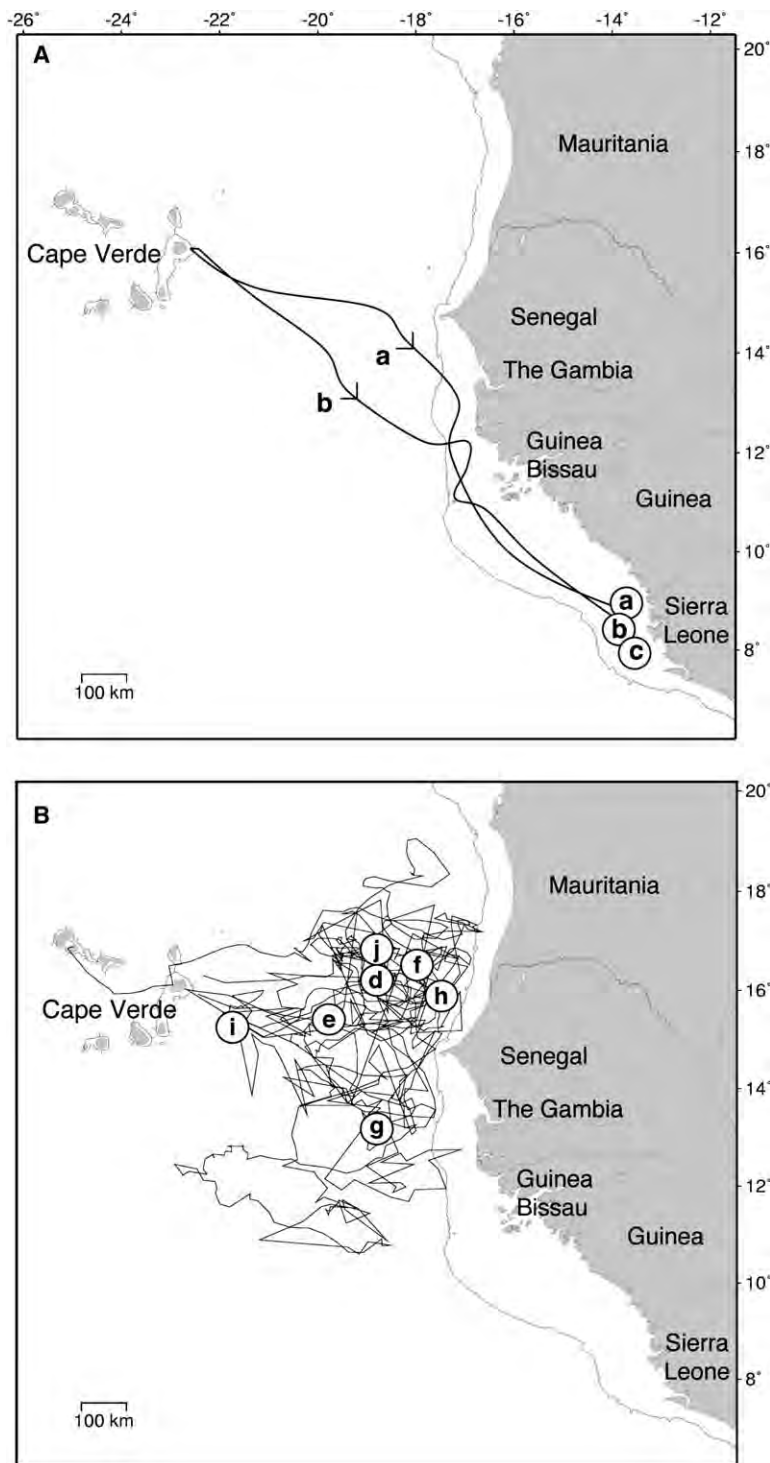 -26° -24° -22° -20° -18° -16° -14° -12°
A
20°
Mauritania
18°
Cape Verde
16°
Senegal
a
14°
The Gambia
b
Guinea
Bissau
12°
Guinea
10°
a
Sierra
Leone
b
c
8°
100 km
B
20°
Mauritania
18°
j
f
d
h
16°
Cape Verde
i
e
Senegal
14°
The Gambia
g
Guinea
Bissau
12°
Guinea
10°
Sierra
Leone
8°
100 km